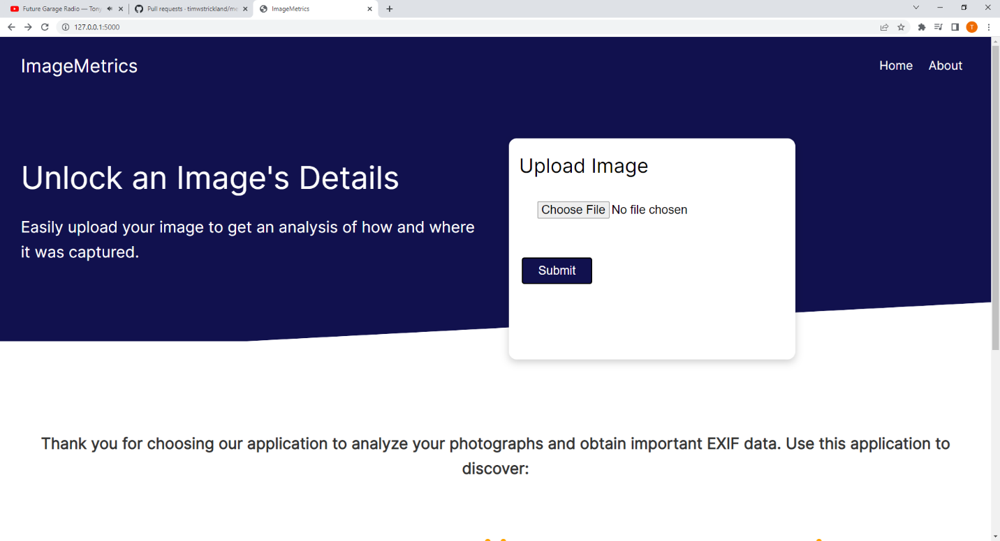 Future Garage Radio — Tony
Pull requests · timwstrickland/me
ImageMetrics
127.0.0.1:5000
T
ImageMetrics
Home
About
Unlock an Image's Details
Easily upload your image to get an analysis of how and where
it was captured.
Upload Image
Choose File No file chosen
Submit
Thank you for choosing our application to analyze your photographs and obtain important EXIF data. Use this application to
discover: